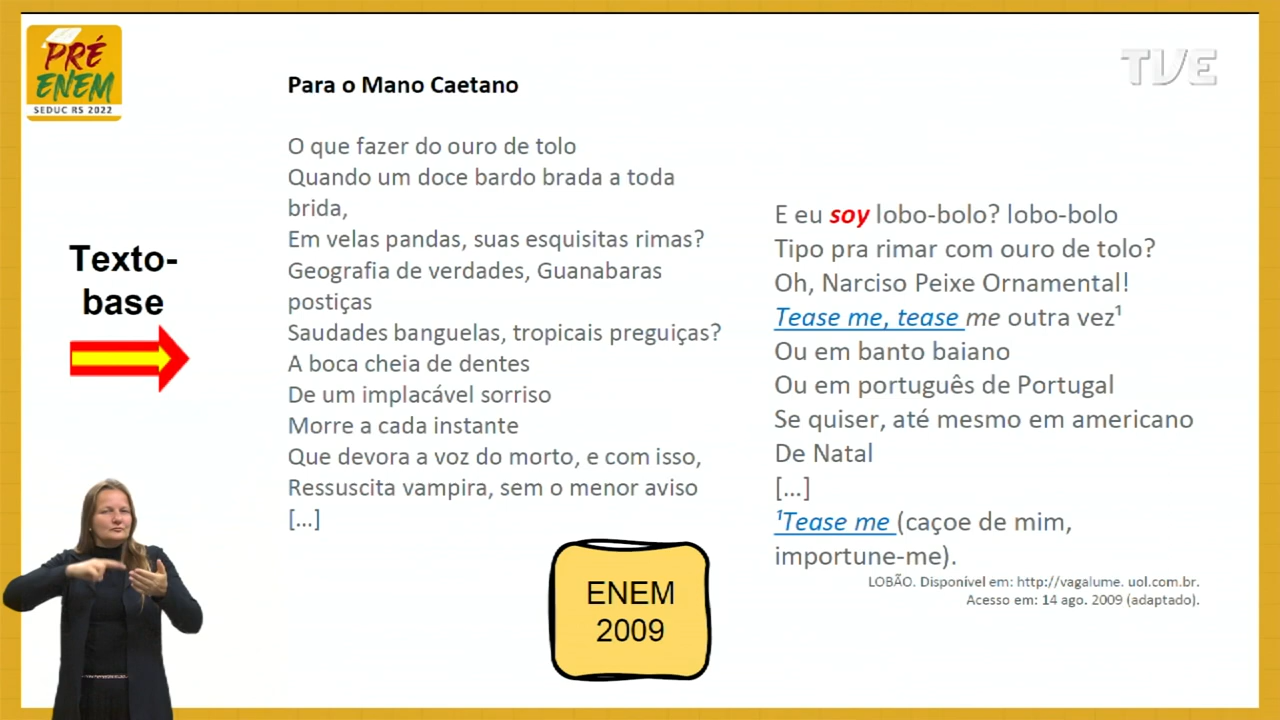 PRÉ
ENEM
SEDUC RS 2022
TVE
Para o Mano Caetano
O que fazer do ouro de tolo
Quando um doce bardo brada a toda
brida,
Em velas pandas, suas esquisitas rimas?
Geografia de verdades, Guanabaras
postiças
Saudades banguelas, tropicais preguiças?
A boca cheia de dentes
De um implacável sorriso
Morre a cada instante
Que devora a voz do morto, e com isso,
Ressuscita vampira, sem o menor aviso
[...]
Texto-
base
E eu soy lobo-bolo? lobo-bolo
Tipo pra rimar com ouro de tolo?
Oh, Narciso Peixe Ornamental!
Tease me, tease me outra vez¹
Ou em banto baiano
Ou em português de Portugal
Se quiser, até mesmo em americano
De Natal
[...]
¹Tease me (caçoe de mim,
importune-me).
LOBÃO. Disponível em: http://vagalume. uol.com.br.
Acesso em: 14 ago. 2009 (adaptado).
ENEM
2009